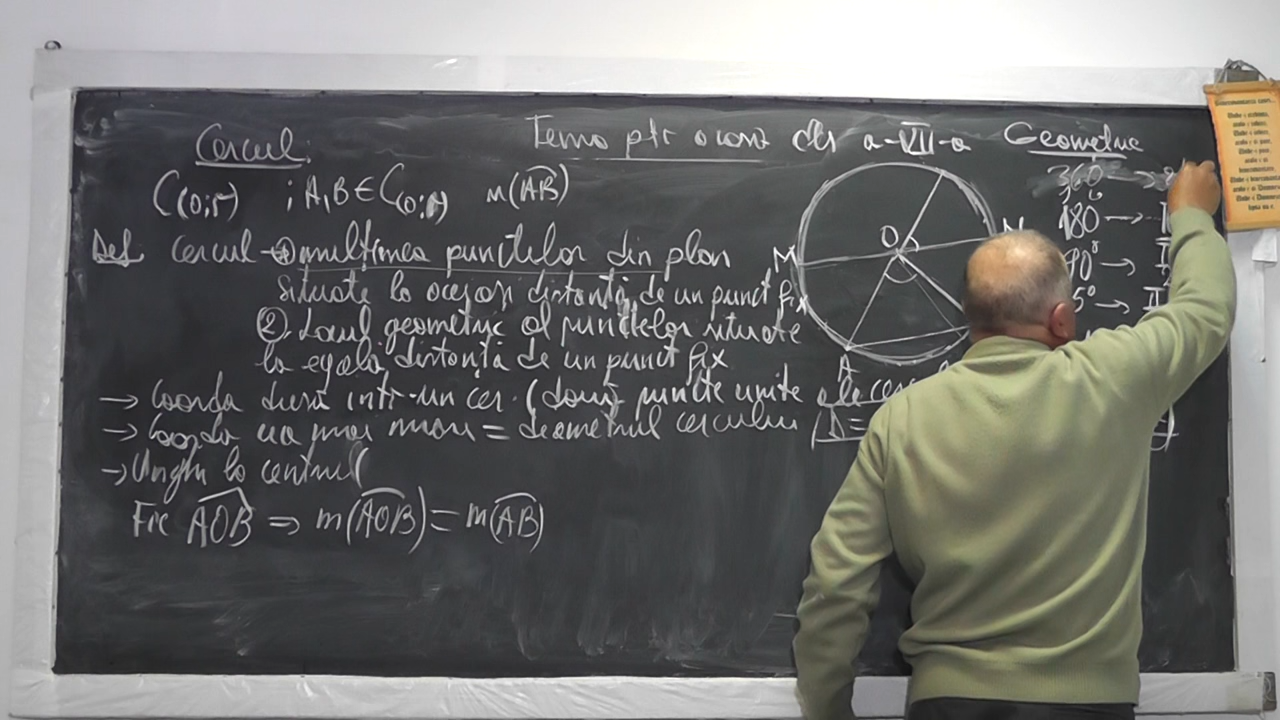 Cercul: Tema ptr acasă cls a-VII-a Geometrie
C(O;r) ; A,B ∈ C(O;r) m(AB)
Def cercul → ① mulțimea punctelor din plan
situate la aceeași distanță de un punct fix
② Locul geometric al punctelor situate
la egală distanță de un punct fix
→ Coarda dusă într-un cerc (două puncte unite ale cercului
→ Coarda cea mai mare = diametrul cercului D=
→ Unghi la centru
Fie AOB ⇒ m(AOB) = m(AB)
M
O
N
A
360° →
180 →
90° →
5° →